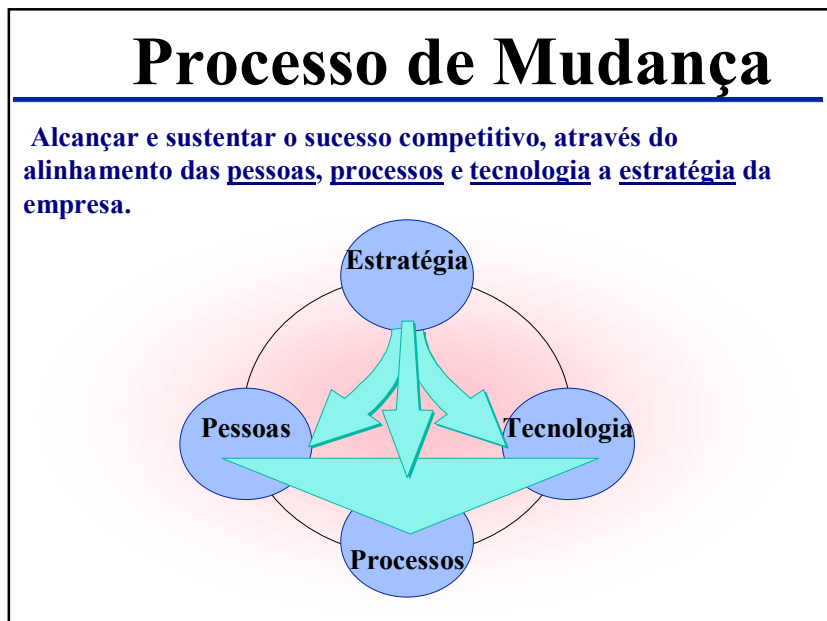 Processo de Mudança
Alcançar e sustentar o sucesso competitivo, através do
alinhamento das pessoas, processos e tecnologia a estratégia da
empresa.
Estratégia
Pessoas
Tecnologia
Processos